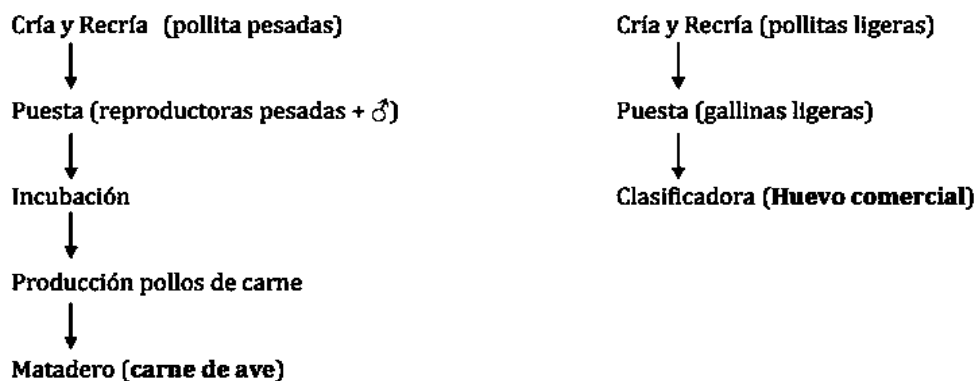 Cría y Recría (pollita pesadas)
Puesta (reproductoras pesadas + ♂)
Incubación
Producción pollos de carne
Matadero (carne de ave)
Cría y Recría (pollitas ligeras)
Puesta (gallinas ligeras)
Clasificadora (Huevo comercial)